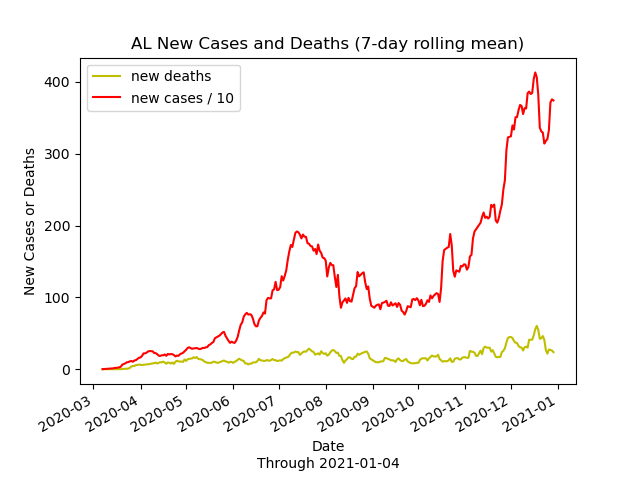 AL New Cases and Deaths (7-day rolling mean)
new deaths
new cases / 10
New Cases or Deaths
400
300
200
100
0
2020-03
2020-04
2020-05
2020-06
2020-07
2020-08
2020-09
2020-10
2020-11
2020-12
2021-01
Date
Through 2021-01-04